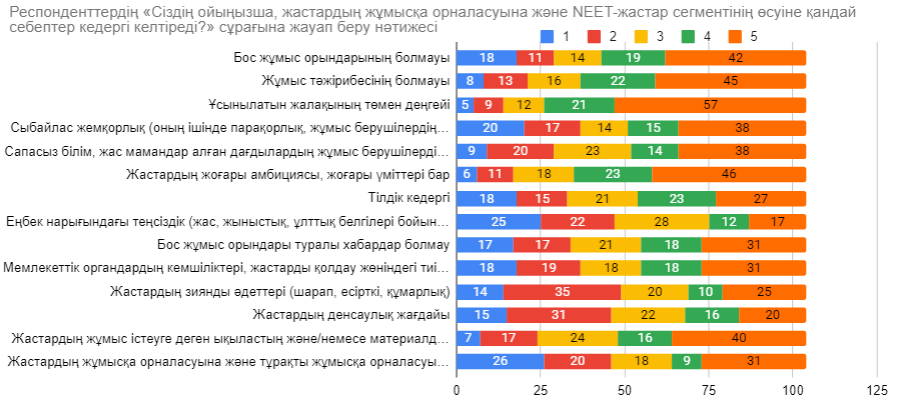 Респонденттердің «Сіздің ойыңызша, жастардың жұмысқа орналасуына және NEET-жастар сегментінің өсуіне қандай
себептер кедергі келтіреді?» сұрағына жауап беру нәтижесі
1 2 3 4 5
Бос жұмыс орындарының болмауы 18 11 14 19 42
Жұмыс тәжірибесінің болмауы 8 13 16 22 45
Ұсынылатын жалақының төмен деңгейі 5 9 12 21 57
Сыбайлас жемқорлық (оның ішінде парақорлық, жұмыс берушілердің... 20 17 14 15 38
Сапасыз білім, жас мамандар алған дағдылардың жұмыс берушілерді... 9 20 23 14 38
Жастардың жоғары амбициясы, жоғары үміттері бар 6 11 18 23 46
Тілдік кедергі 18 15 21 23 27
Еңбек нарығындағы теңсіздік (жас, жыныстық, ұлттық белгілері бойын... 25 22 28 12 17
Бос жұмыс орындары туралы хабардар болмау 17 17 21 18 31
Мемлекеттік органдардың кемшіліктері, жастарды қолдау жөніндегі тиі... 18 19 18 18 31
Жастардың зиянды әдеттері (шарап, есірткі, құмарлық) 14 35 20 10 25
Жастардың денсаулық жағдайы 15 31 22 16 20
Жастардың жұмыс істеуге деген ықыластың және/немесе материалд... 7 17 24 16 40
Жастардың жұмысқа орналасуына және тұрақты жұмысқа орналасуы... 26 20 18 9 31
0 25 50 75 100 125